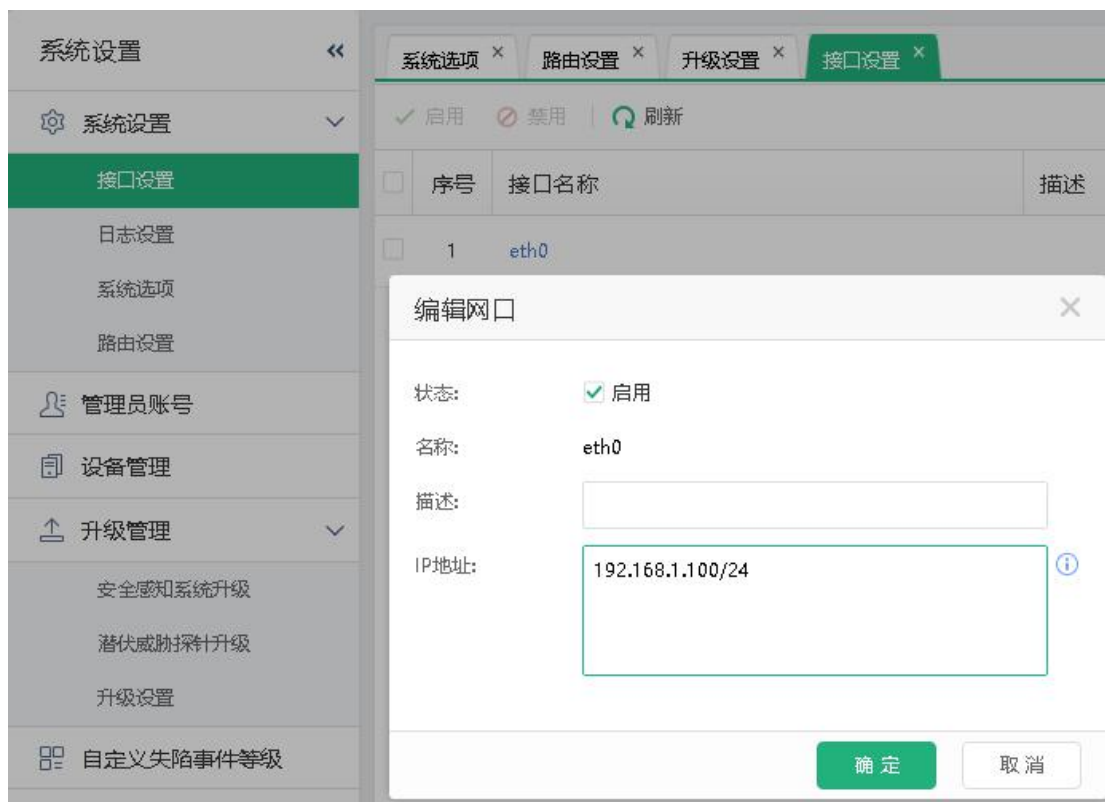 系统设置 «
系统选项 × 路由设置 × 升级设置 × 接口设置 ×
系统设置
启用 禁用 刷新
接口设置
序号 接口名称 描述
日志设置
1 eth0
系统选项
路由设置
管理员账号
设备管理
升级管理
安全感知系统升级
潜伏威胁探针升级
升级设置
自定义失陷事件等级
编辑网口 ×
状态: 启用
名称: eth0
描述:
IP地址: 192.168.1.100/24
确定 取消